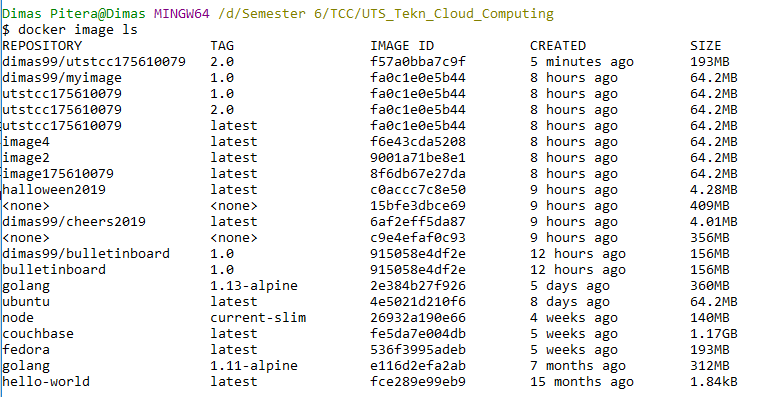 Dimas Pitera@Dimas MINGW64 /d/Semester 6/TCC/UTS_Tekn_Cloud_Computing
$ docker image ls
REPOSITORY TAG IMAGE ID CREATED SIZE
dimas99/utstcc175610079 2.0 f57a0bba7c9f 5 minutes ago 193MB
dimas99/myimage 1.0 fa0c1e0e5b44 8 hours ago 64.2MB
utstcc175610079 1.0 fa0c1e0e5b44 8 hours ago 64.2MB
utstcc175610079 2.0 fa0c1e0e5b44 8 hours ago 64.2MB
utstcc175610079 latest fa0c1e0e5b44 8 hours ago 64.2MB
image4 latest f6e43cda5208 8 hours ago 64.2MB
image2 latest 9001a71be8e1 8 hours ago 64.2MB
image175610079 latest 8f6db67e27da 8 hours ago 64.2MB
halloween2019 latest c0accc7c8e50 9 hours ago 4.28MB
<none> <none> 15bfe3dbce69 9 hours ago 409MB
dimas99/cheers2019 latest 6af2eff5da87 9 hours ago 4.01MB
<none> <none> c9e4efaf0c93 9 hours ago 356MB
dimas99/bulletinboard 1.0 915058e4df2e 12 hours ago 156MB
bulletinboard 1.0 915058e4df2e 12 hours ago 156MB
golang 1.13-alpine 2e384b27f926 5 days ago 360MB
ubuntu latest 4e5021d210f6 8 days ago 64.2MB
node current-slim 26932a190e66 4 weeks ago 140MB
couchbase latest fe5da7e004db 5 weeks ago 1.17GB
fedora latest 536f3995adeb 5 weeks ago 193MB
golang 1.11-alpine e116d2efa2ab 7 months ago 312MB
hello-world latest fce289e99eb9 15 months ago 1.84kB